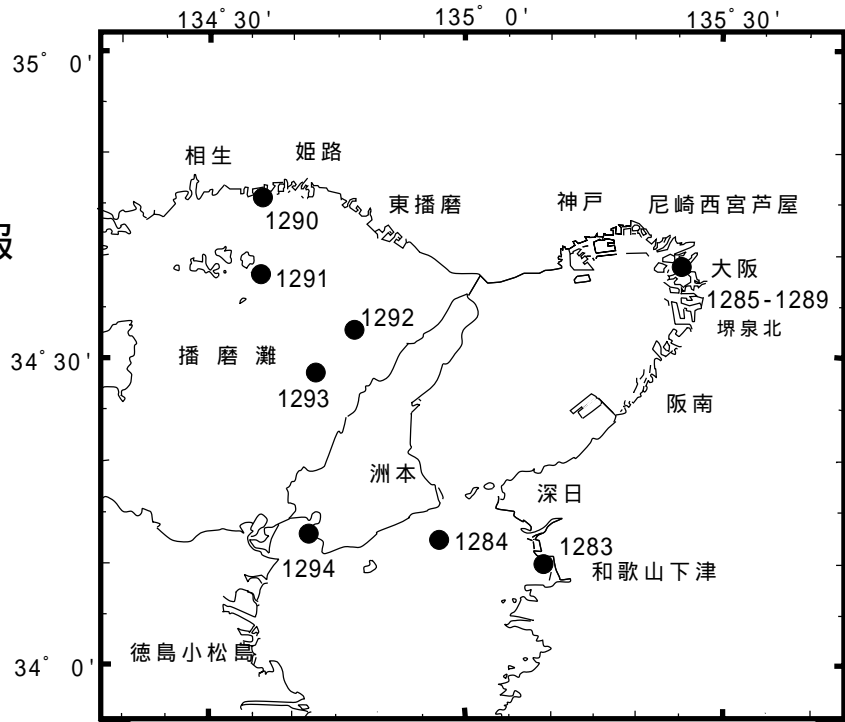 134° 30'
135° 0'
135° 30'
35° 0'
相生
姫路
東播磨
神戸
尼崎西宮芦屋
1290
報
1291
大阪
1285-1289
1292
堺泉北
34° 30'
播磨灘
1293
阪南
洲本
深日
1284
1283
1294
和歌山下津
徳島小松島
34° 0'